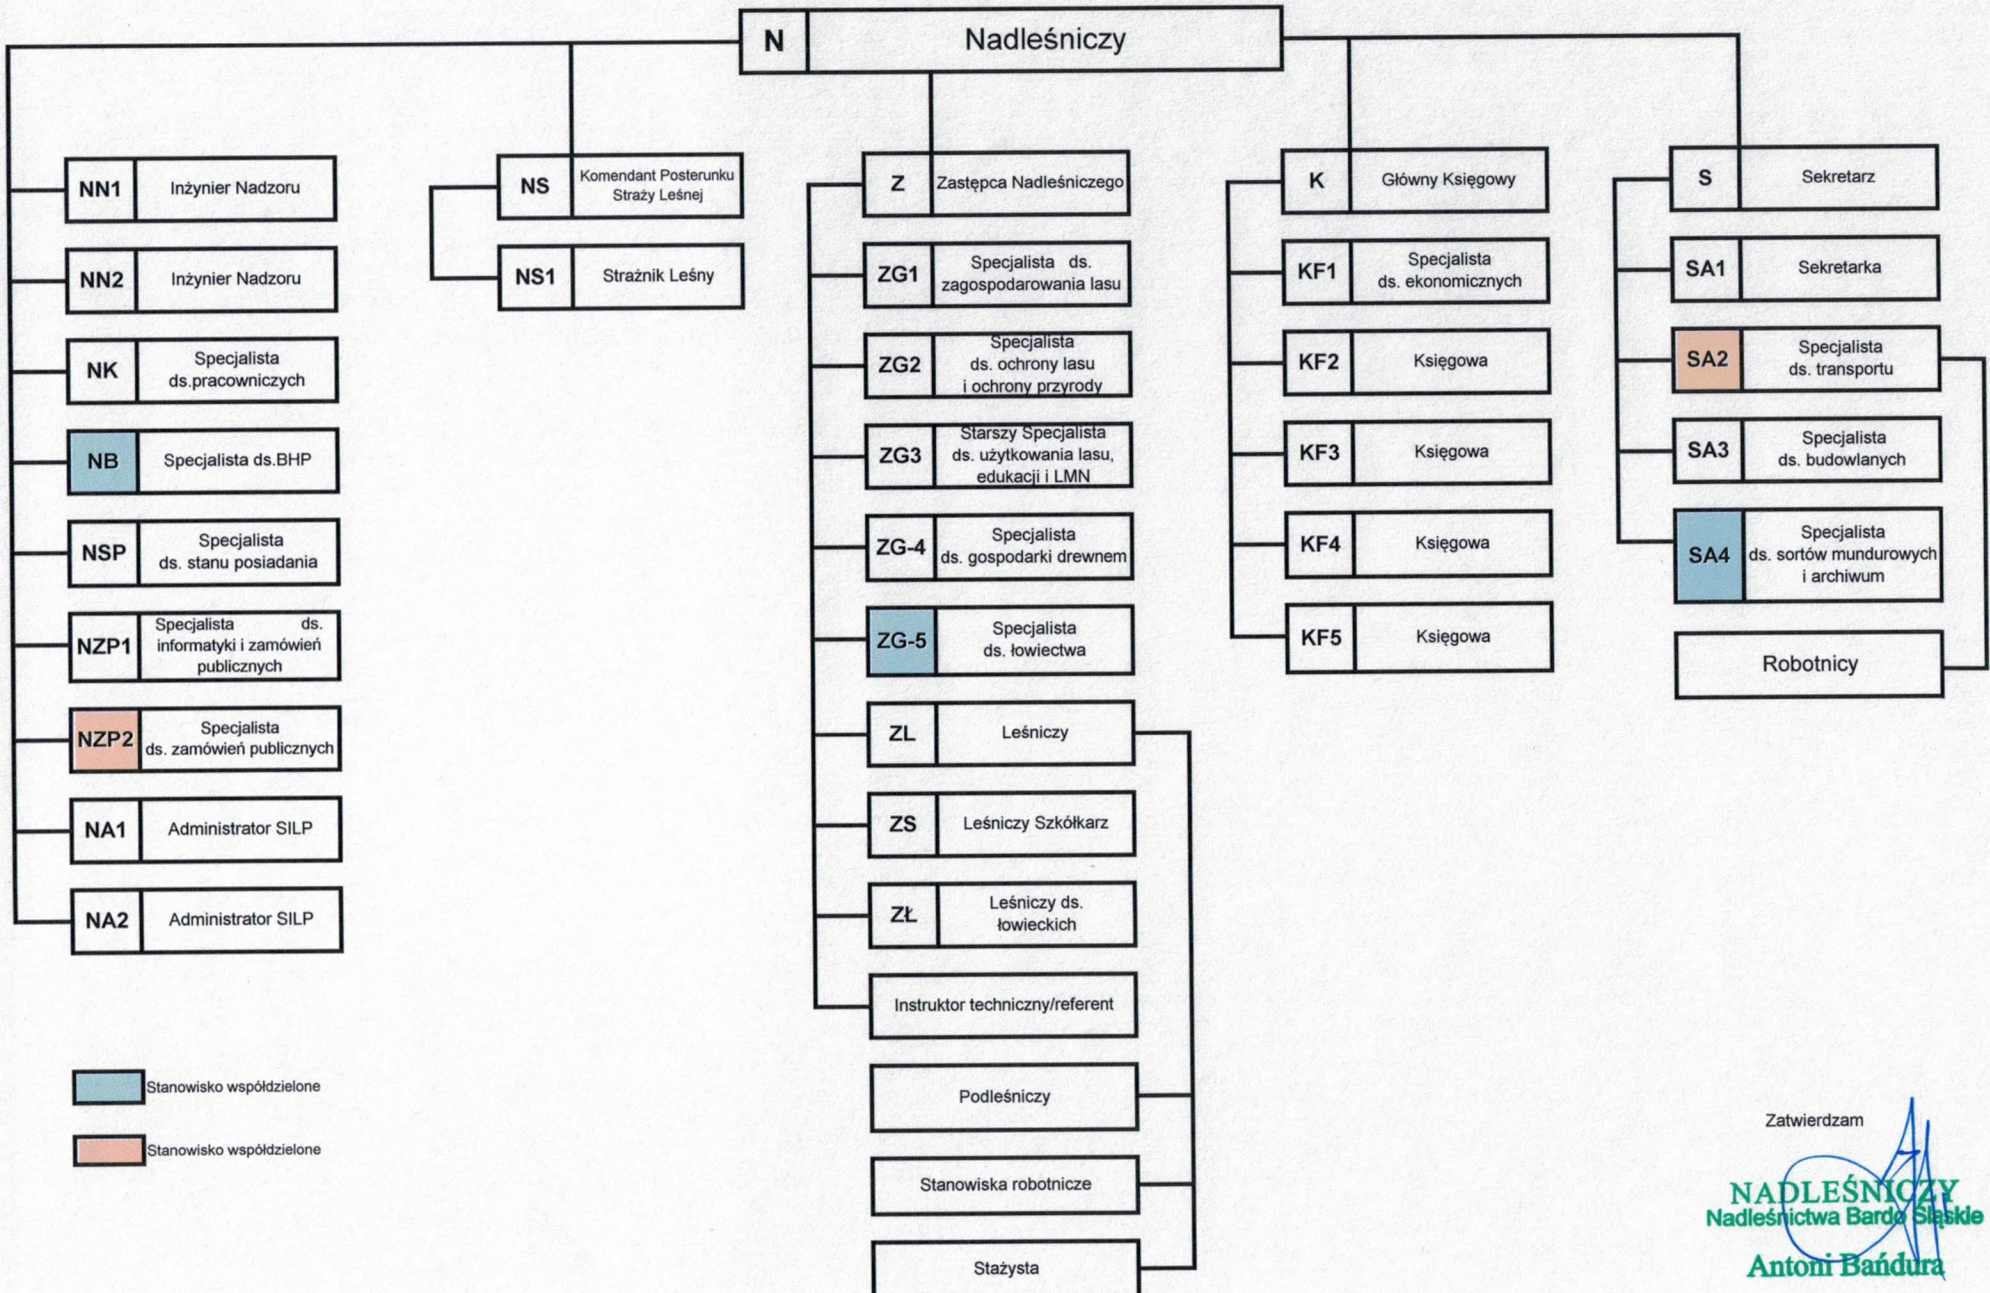 N Nadleśniczy
NN1 Inżynier Nadzoru
NN2 Inżynier Nadzoru
NK Specjalista
ds.pracowniczych
NB Specjalista ds.BHP
NSP Specjalista
ds. stanu posiadania
NZP1 Specjalista ds.
informatyki i zamówień
publicznych
NZP2 Specjalista
ds. zamówień publicznych
NA1 Administrator SILP
NA2 Administrator SILP
NS Komendant Posterunku
Straży Leśnej
NS1 Strażnik Leśny
Z Zastępca Nadleśniczego
ZG1 Specjalista ds.
zagospodarowania lasu
ZG2 Specjalista
ds. ochrony lasu
i ochrony przyrody
ZG3 Starszy Specjalista
ds. użytkowania lasu,
edukacji i LMN
ZG-4 Specjalista
ds. gospodarki drewnem
ZG-5 Specjalista
ds. łowiectwa
ZL Leśniczy
ZS Leśniczy Szkółkarz
ZŁ Leśniczy ds.
łowieckich
Instruktor techniczny/referent
Podleśniczy
Stanowiska robotnicze
Stażysta
K Główny Księgowy
KF1 Specjalista
ds. ekonomicznych
KF2 Księgowa
KF3 Księgowa
KF4 Księgowa
KF5 Księgowa
S Sekretarz
SA1 Sekretarka
SA2 Specjalista
ds. transportu
SA3 Specjalista
ds. budowlanych
SA4 Specjalista
ds. sortów mundurowych
i archiwum
Robotnicy
Stanowisko współdzielone
Stanowisko współdzielone
Zatwierdzam
NADLEŚNICZY
Nadleśnictwa Bardo Śląskie
Antoni Bańdura